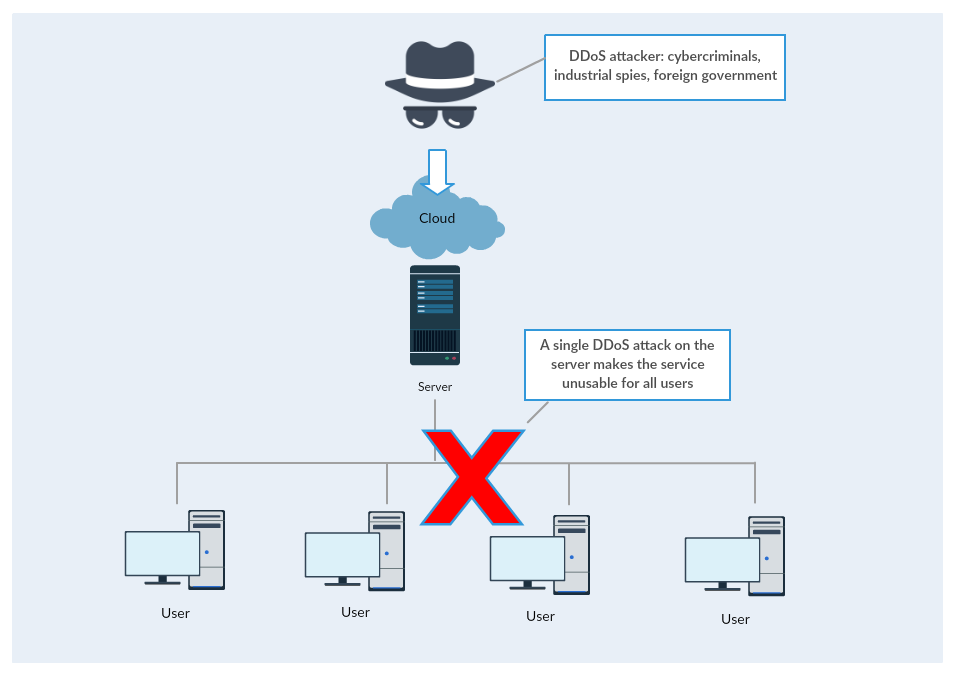 DDoS attacker: cybercriminals,
industrial spies, foreign government
Cloud
Server
A single DDoS attack on the
server makes the service
unusable for all users
User
User
User
User